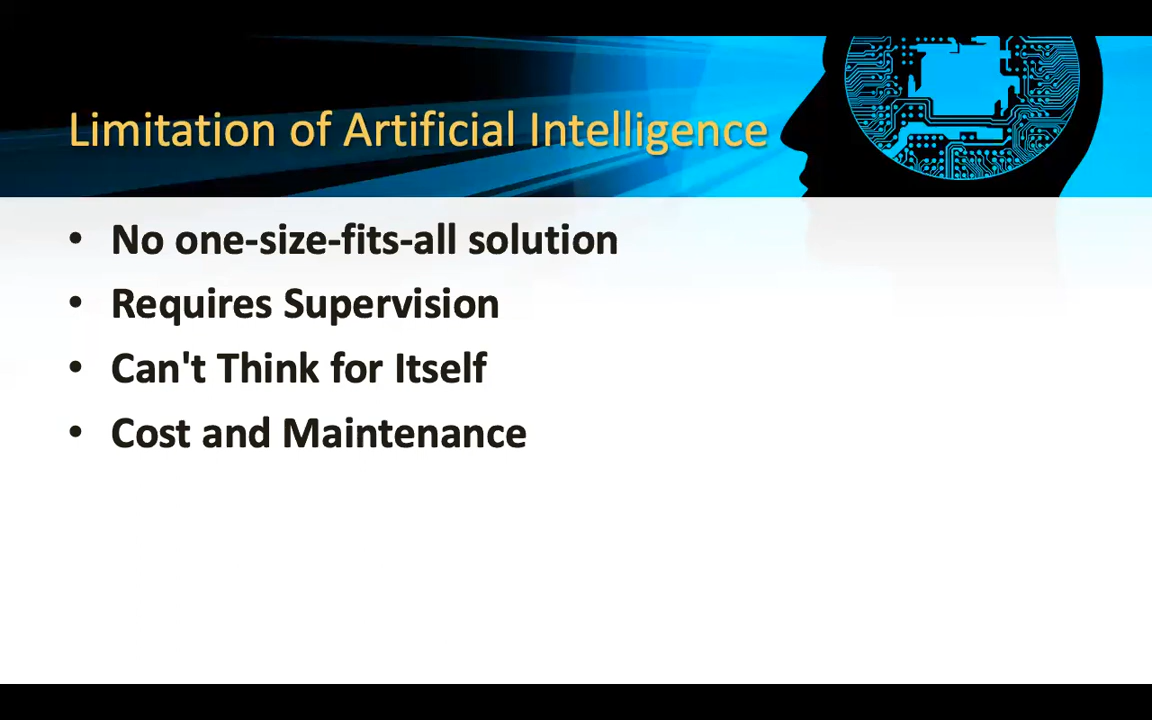 Limitation of Artificial Intelligence
• No one-size-fits-all solution
• Requires Supervision
• Can't Think for Itself
• Cost and Maintenance